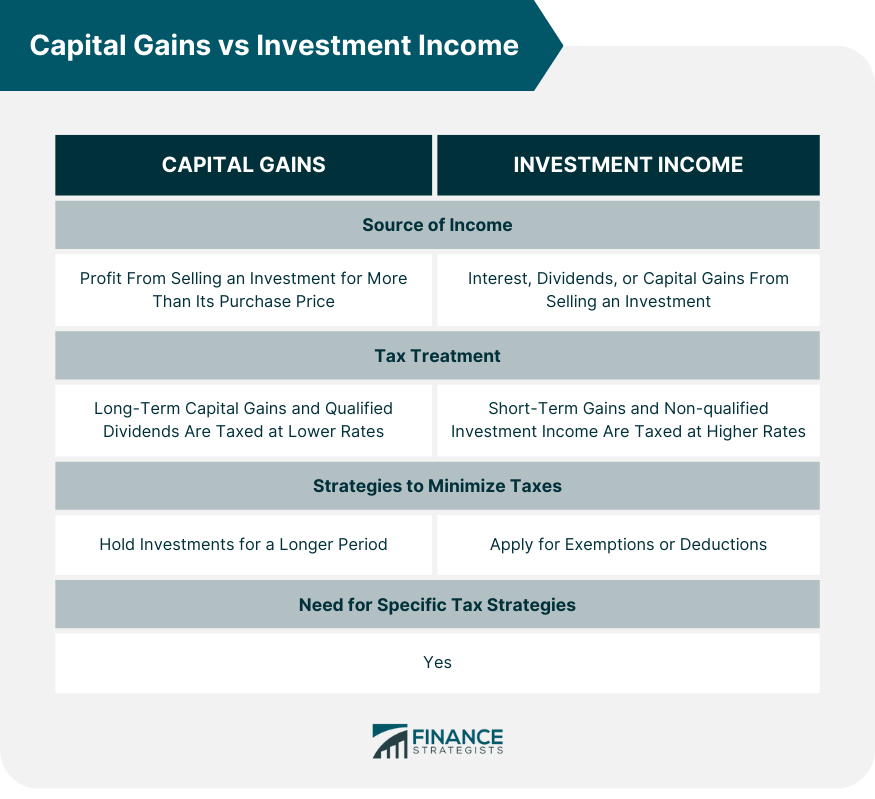 Capital Gains vs Investment Income
CAPITAL GAINS
INVESTMENT INCOME
Source of Income
Profit From Selling an Investment for More
Than Its Purchase Price
Interest, Dividends, or Capital Gains From
Selling an Investment
Tax Treatment
Long-Term Capital Gains and Qualified
Dividends Are Taxed at Lower Rates
Short-Term Gains and Non-qualified
Investment Income Are Taxed at Higher Rates
Strategies to Minimize Taxes
Hold Investments for a Longer Period
Apply for Exemptions or Deductions
Need for Specific Tax Strategies
Yes
FINANCE
STRATEGISTS